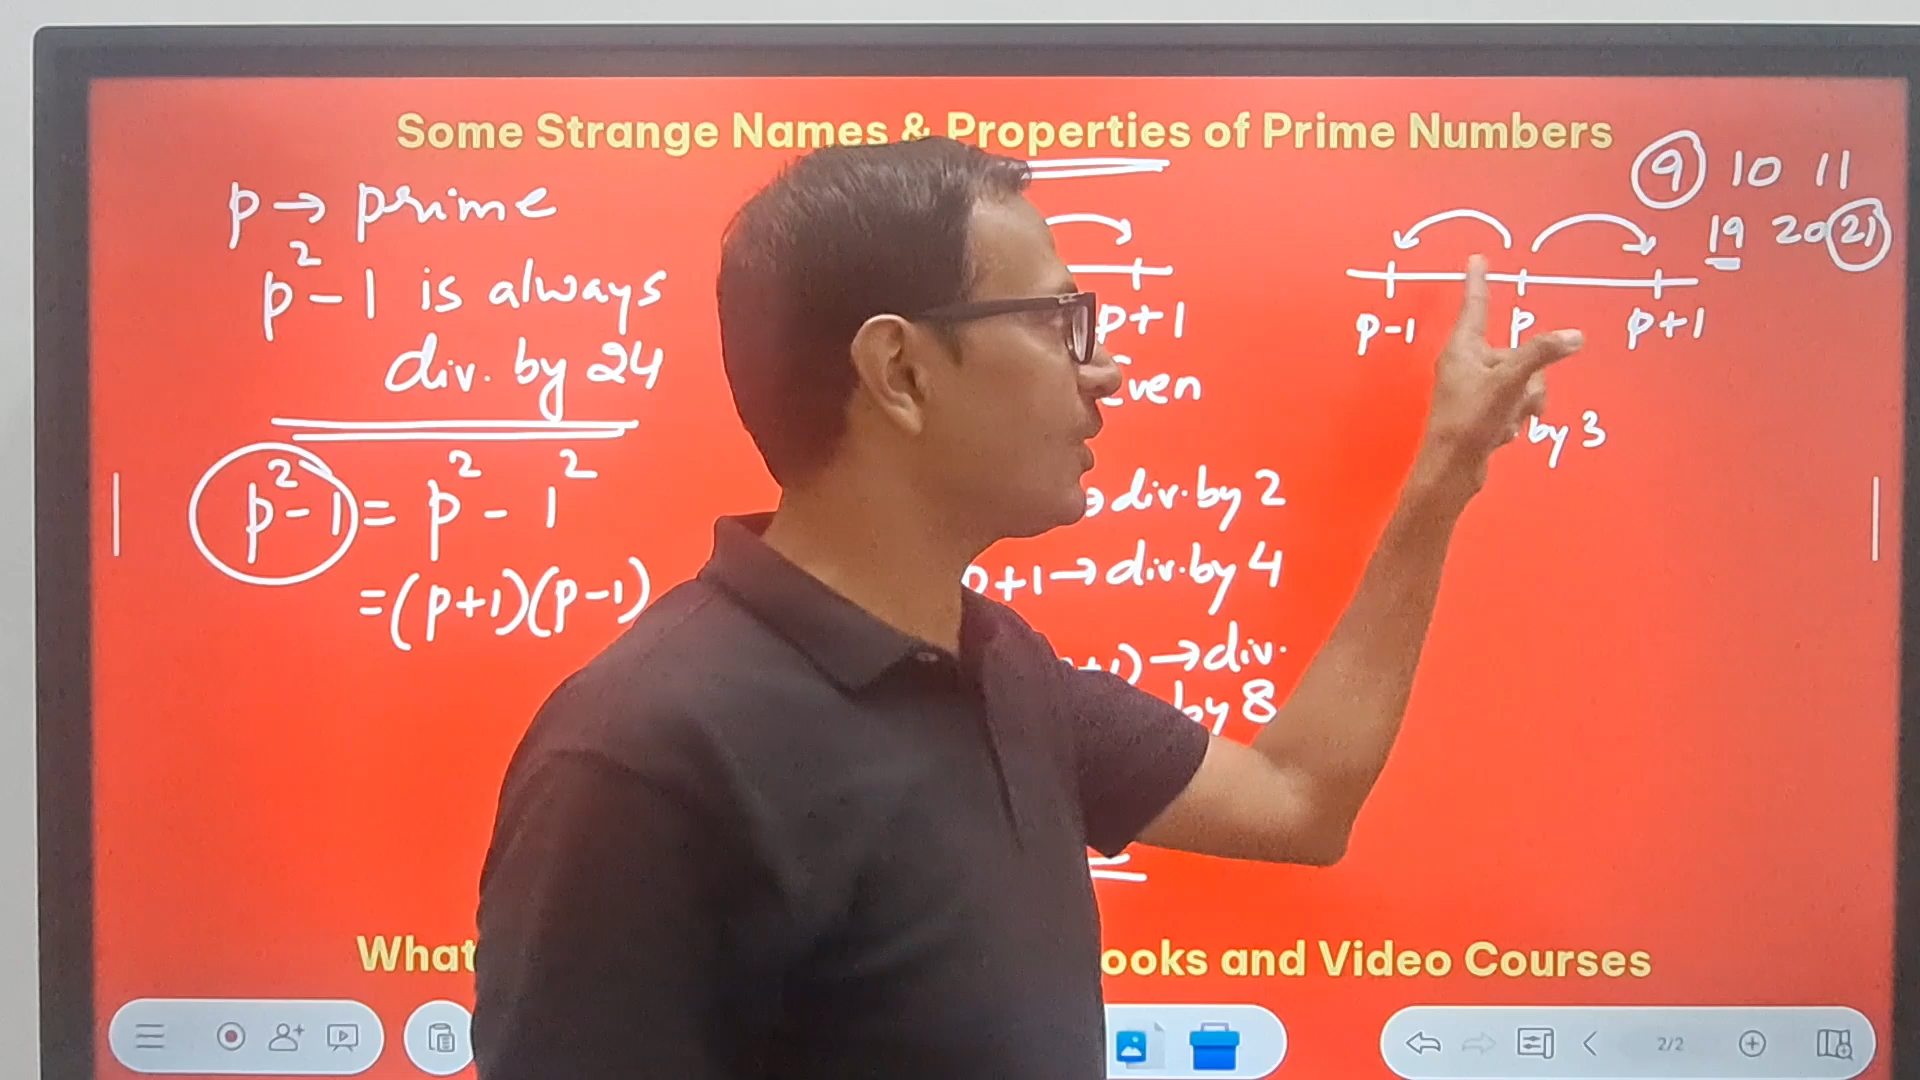 Some Strange Names & Properties of Prime Numbers
p → prime
p² - 1 is always
div. by 24
p² - 1 = p² - 1²
= (p+1)(p-1)
p+1
Even
→ div. by 2
p+1 → div. by 4
+1) → div.
by 8
9 10 11
19 20 21
p-1 p p+1
by 3
What
ooks and Video Courses
2/2